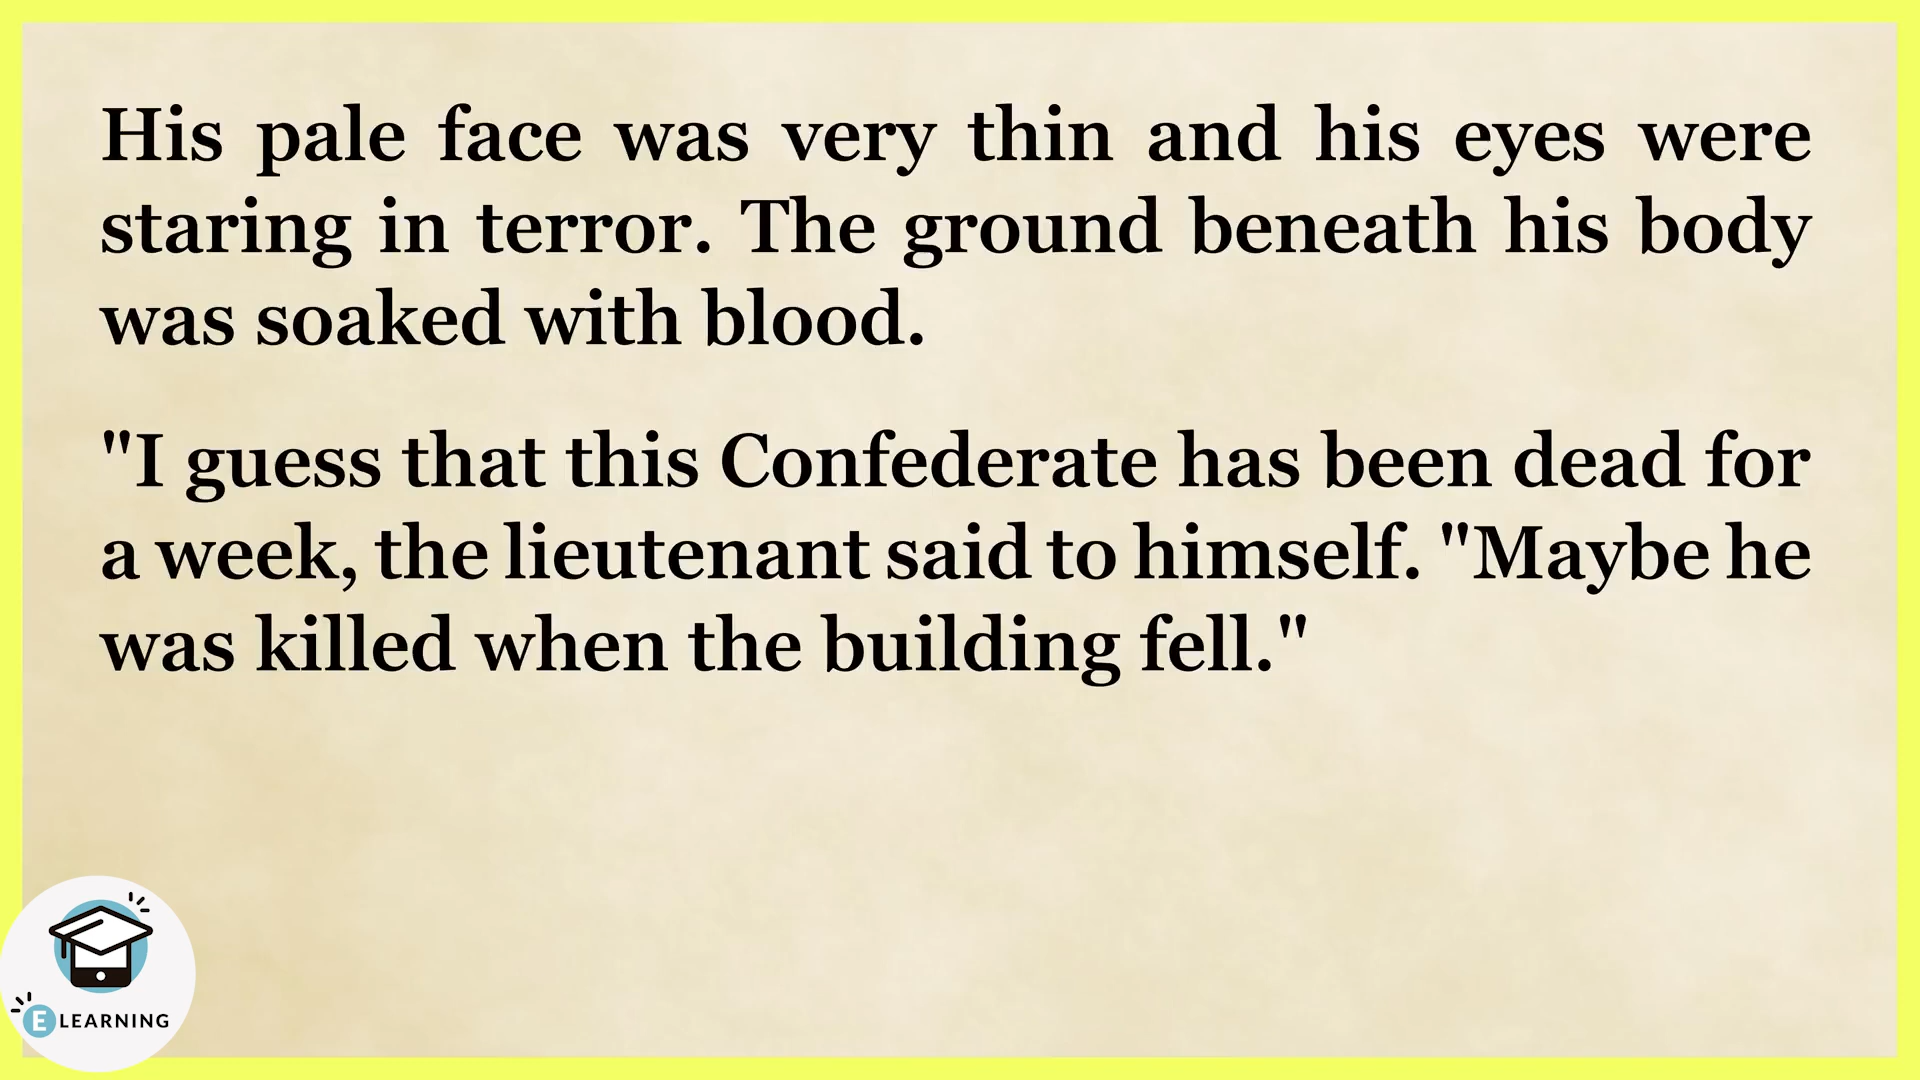 His pale face was very thin and his eyes were
staring in terror. The ground beneath his body
was soaked with blood.
"I guess that this Confederate has been dead for
a week, the lieutenant said to himself. "Maybe he
was killed when the building fell."
E LEARNING